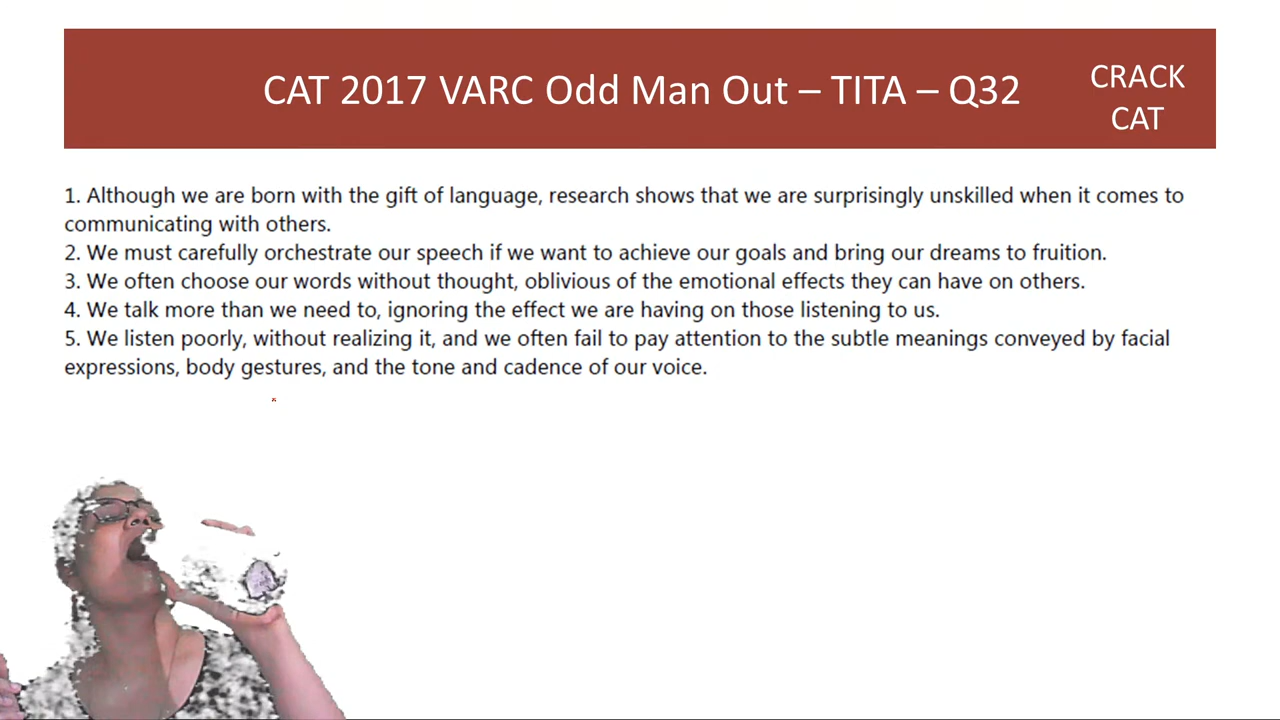 CAT 2017 VARC Odd Man Out – TITA – Q32
CRACK
CAT
1. Although we are born with the gift of language, research shows that we are surprisingly unskilled when it comes to
communicating with others.
2. We must carefully orchestrate our speech if we want to achieve our goals and bring our dreams to fruition.
3. We often choose our words without thought, oblivious of the emotional effects they can have on others.
4. We talk more than we need to, ignoring the effect we are having on those listening to us.
5. We listen poorly, without realizing it, and we often fail to pay attention to the subtle meanings conveyed by facial
expressions, body gestures, and the tone and cadence of our voice.